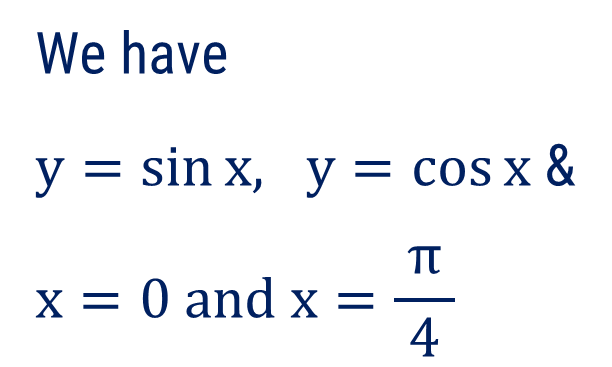 We have
y = sin x, y = cos x &
x = 0 and x = π/4